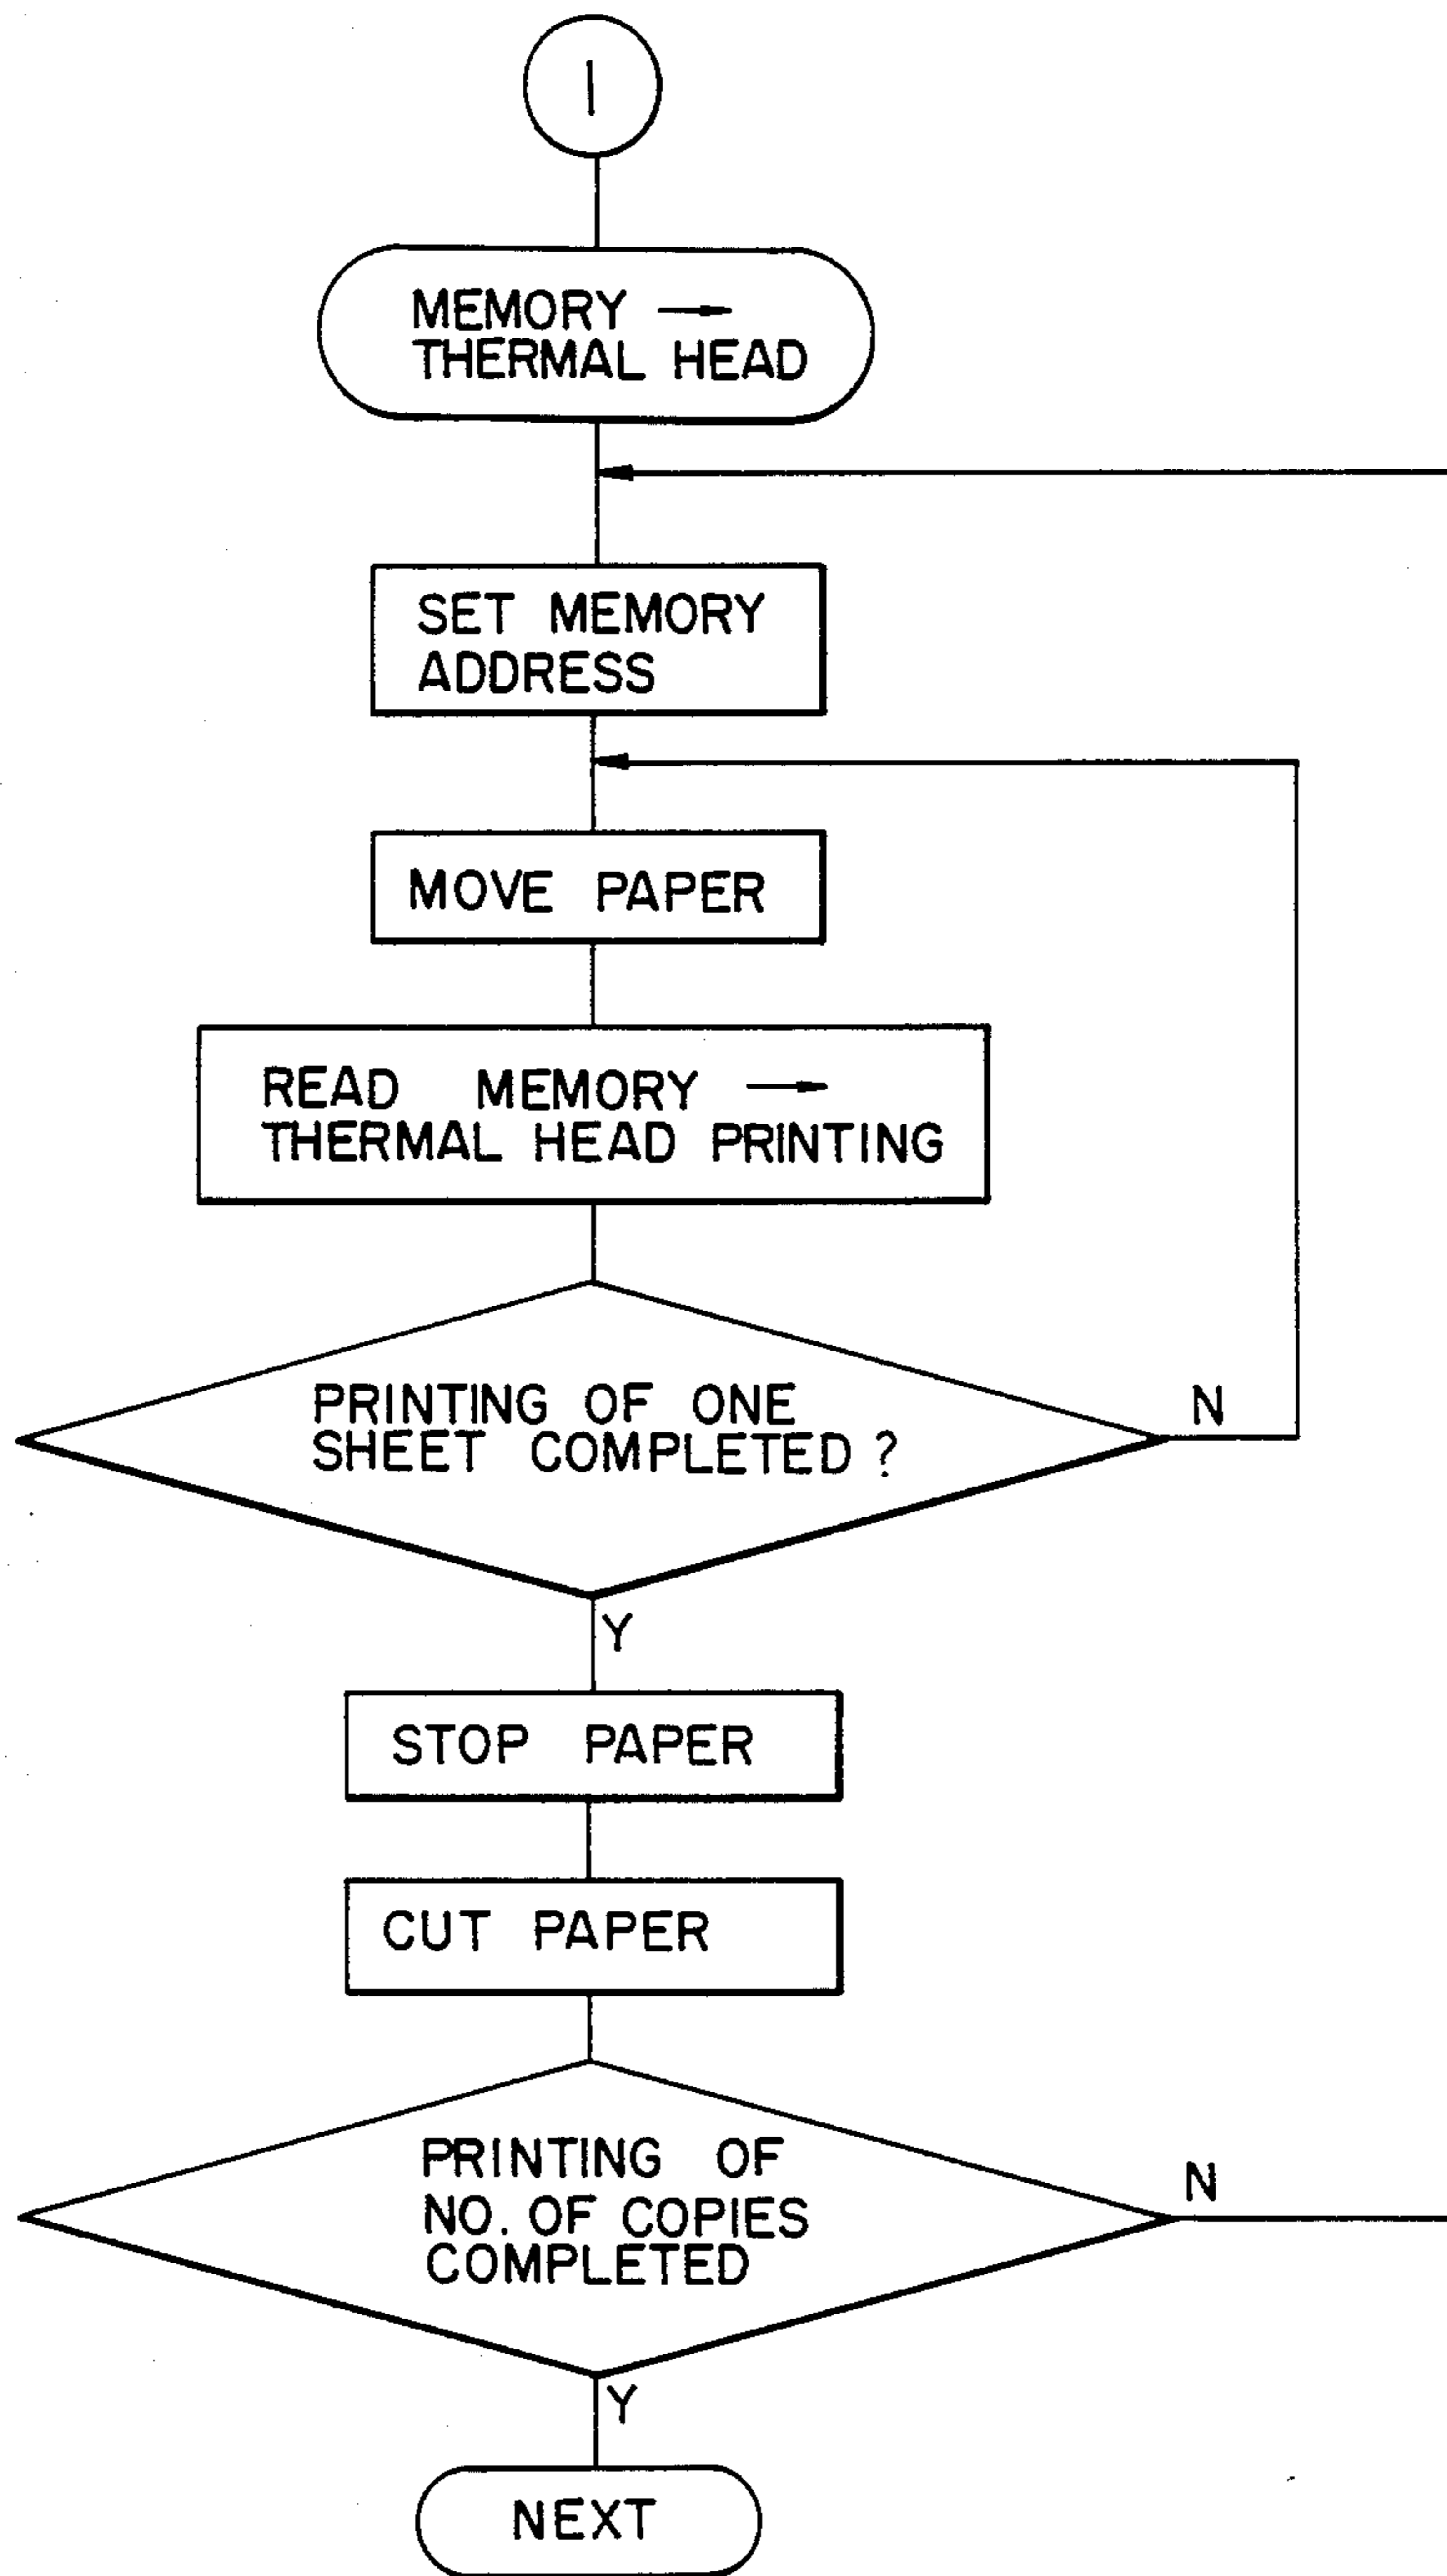 1
MEMORY →
THERMAL HEAD
SET MEMORY
ADDRESS
MOVE PAPER
READ MEMORY →
THERMAL HEAD PRINTING
PRINTING OF ONE
SHEET COMPLETED ?
N
Y
STOP PAPER
CUT PAPER
PRINTING OF
NO. OF COPIES
COMPLETED
N
Y
NEXT